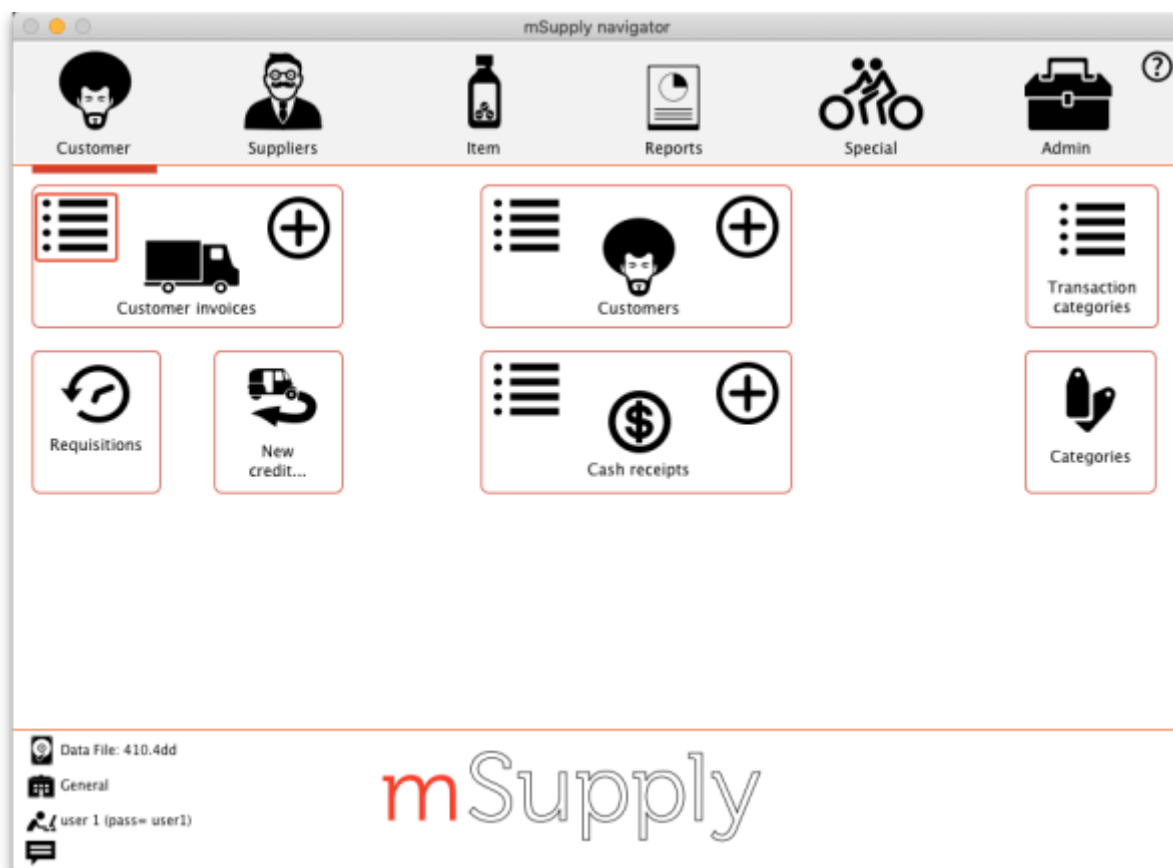 mSupply navigator
Customer
Suppliers
Item
Reports
Special
Admin
?
Customer invoices
Customers
Transaction
categories
Requisitions
New
credit...
$
Cash receipts
Categories
Data File: 410.4dd
General
user 1 (pass= user1)
mSupply